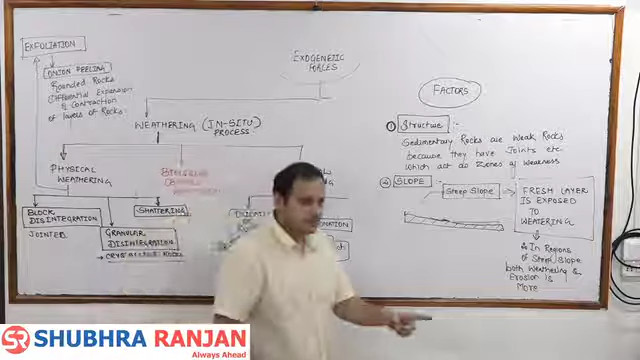 EXFOLIATION
ONION PEELING
Rounded Rocks
Differential Expansion
& Contraction
of layers of Rocks.
EXOGENETIC
FORCES
WEATHERING (IN-SITU)
PROCESS
PHYSICAL
WEATHERING
BLOCK DISINTEGRATION
JOINTED
SHATTERING
GRANULAR
DISINTEGRATION
FACTORS
① Structure :-
Sedimentary Rocks are Weak Rocks
because they have Joints etc.
Which act as Zones of Weakness
② SLOPE
Steep Slope
FRESH LAYER
IS EXPOSED
TO
WEATERING
In Regions
of Steep Slope
both Weathering &
Erosion is
More
SR SHUBHRA RANJAN
Always Ahead